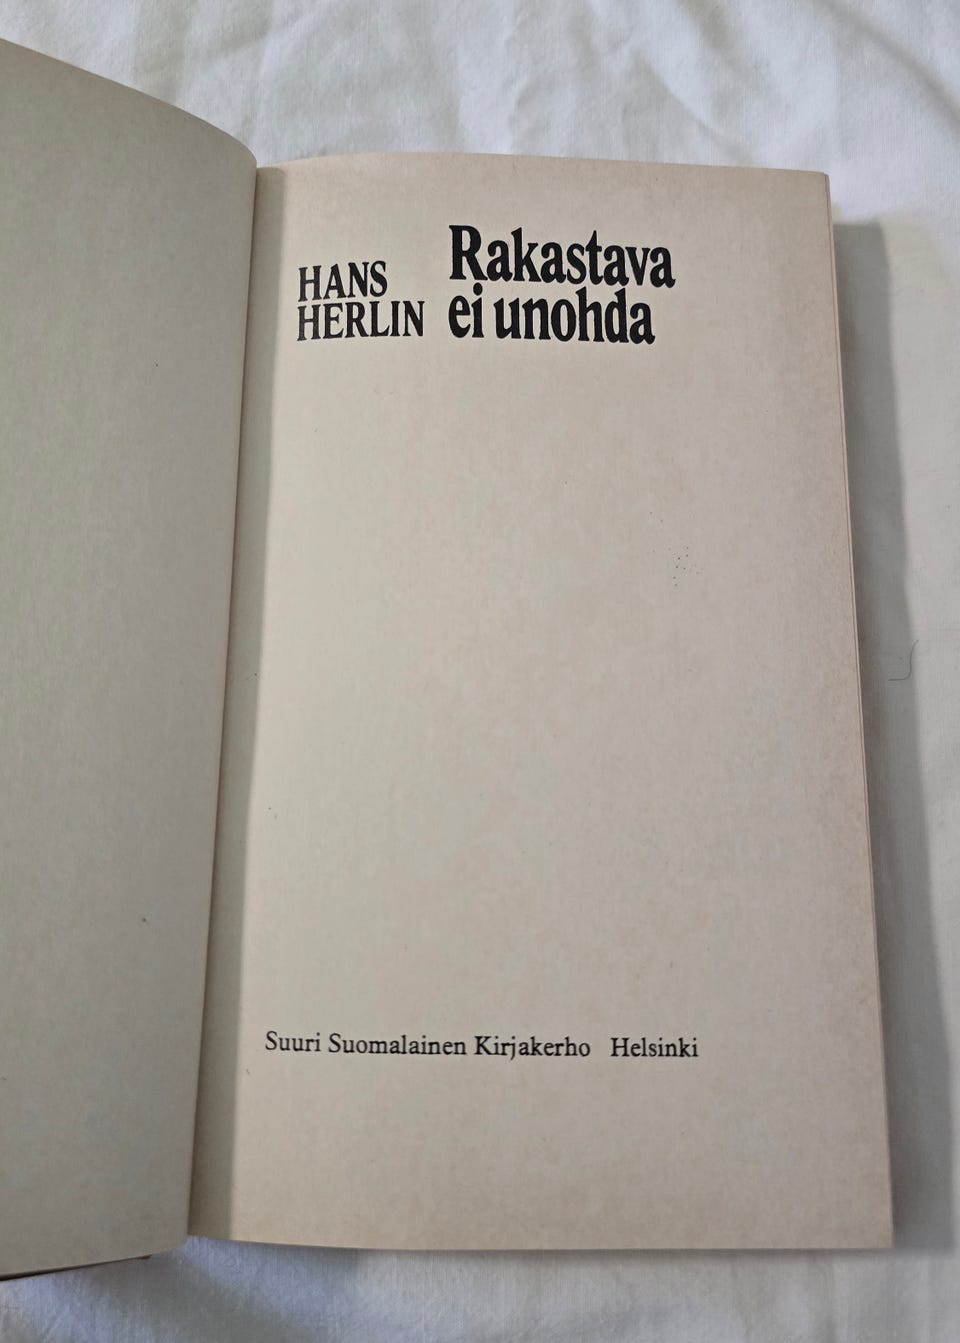 HANS
HERLIN
Rakastava
ei unohda
Suuri Suomalainen Kirjakerho Helsinki